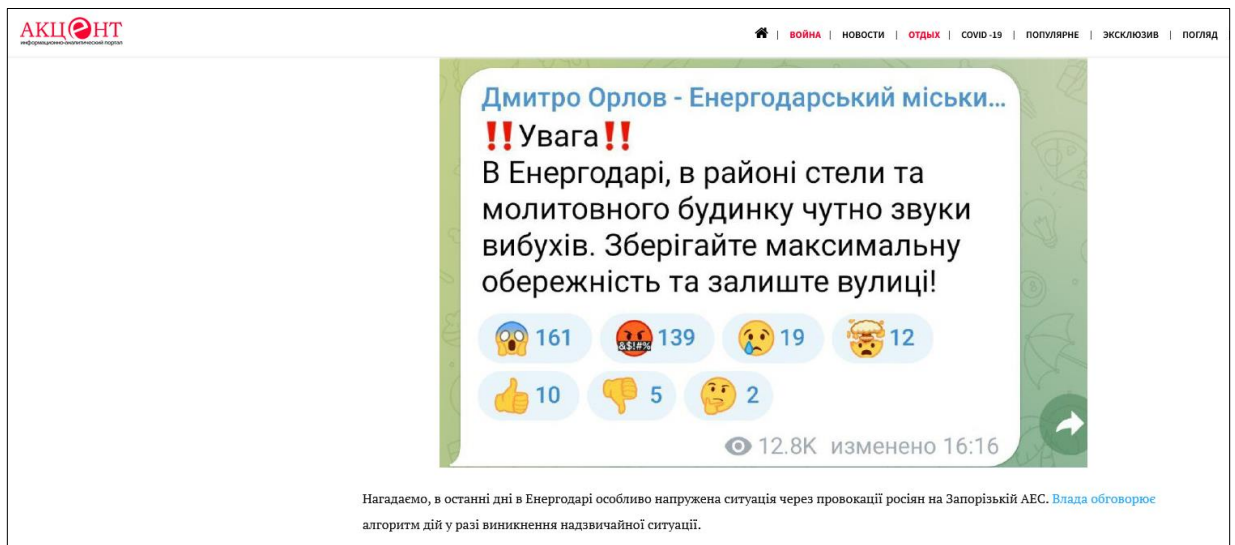 АКЦЕНТ
информационно-аналитический портал
ВОЙНА | НОВОСТИ | ОТДЫХ | COVID -19 | ПОПУЛЯРНЕ | ЭКСКЛЮЗИВ | ПОГЛЯД
Дмитро Орлов - Енергодарський міськи...
‼️Увага‼️
В Енергодарі, в районі стели та
молитовного будинку чутно звуки
вибухів. Зберігайте максимальну
обережність та залиште вулиці!
😱 161 🤬 139 😢 19 🤯 12
👍 10 👎 5 🤔 2
12.8K изменено 16:16
Нагадаємо, в останні дні в Енергодарі особливо напружена ситуація через провокації росіян на Запорізькій АЕС. Влада обговорює
алгоритм дій у разі виникнення надзвичайної ситуації.